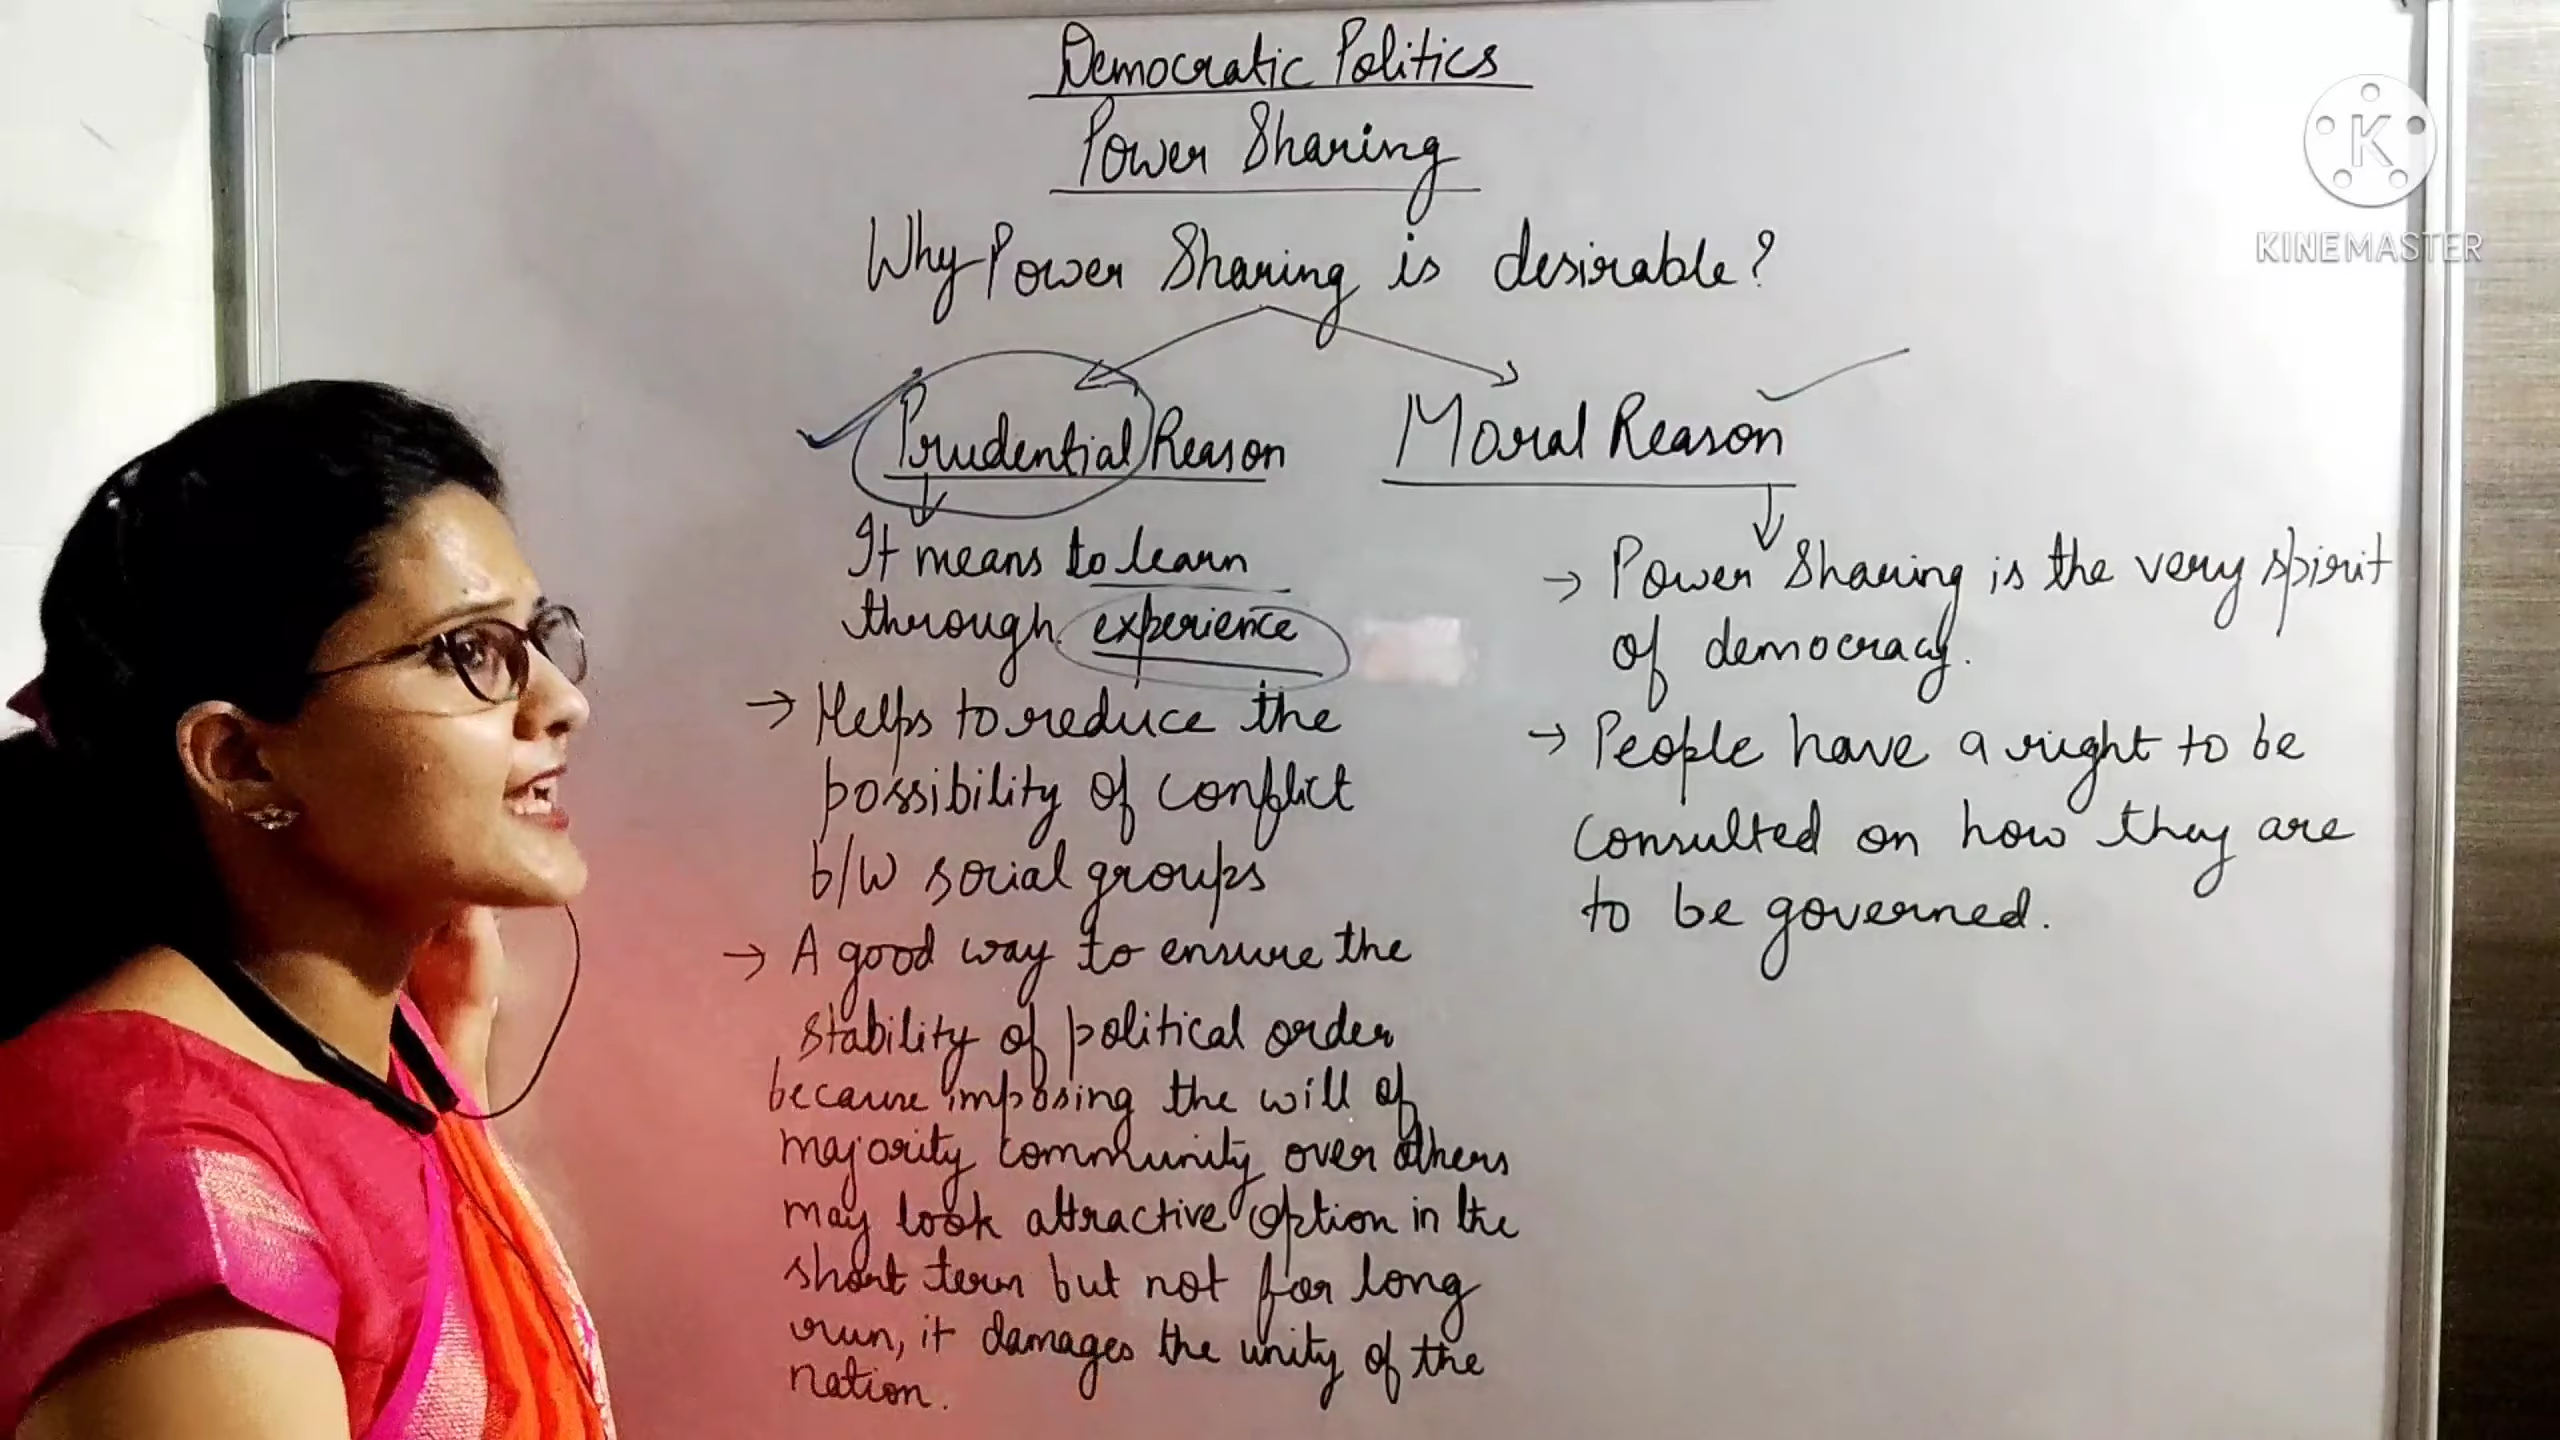 Democratic Politics
Power Sharing
Why Power Sharing is desirable?
Prudential Reason
It means to learn
through experience
→ Helps to reduce the
possibility of conflict
b/w social groups
→ A good way to ensure the
stability of political order
because imposing the will of
majority community over others
may look attractive option in the
short term but not for long
run, it damages the unity of the
nation.
Moral Reason
→ Power Sharing is the very spirit
of democracy.
→ People have a right to be
consulted on how they are
to be governed.
K
KINEMASTER